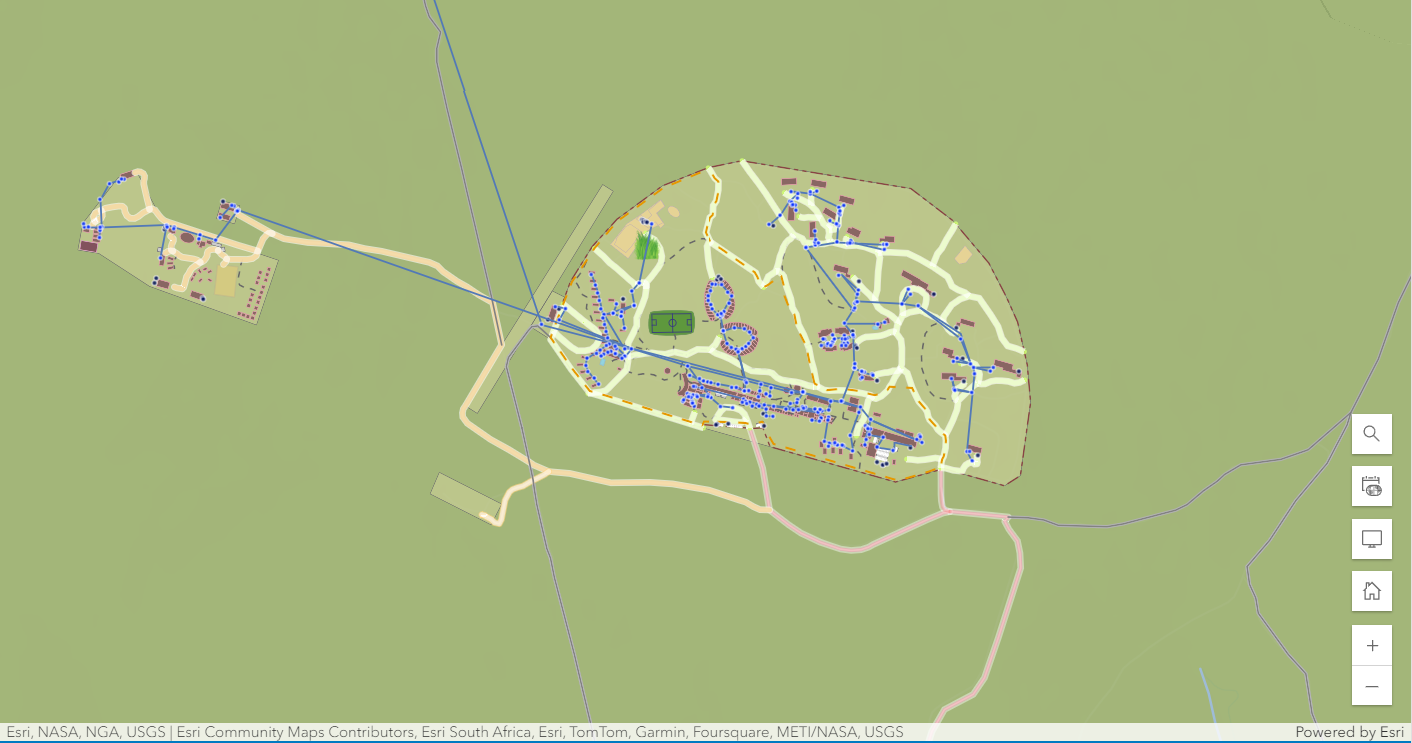 Esri, NASA, NGA, USGS | Esri Community Maps Contributors, Esri South Africa, Esri, TomTom, Garmin, Foursquare, METI/NASA, USGS
Powered by Esri